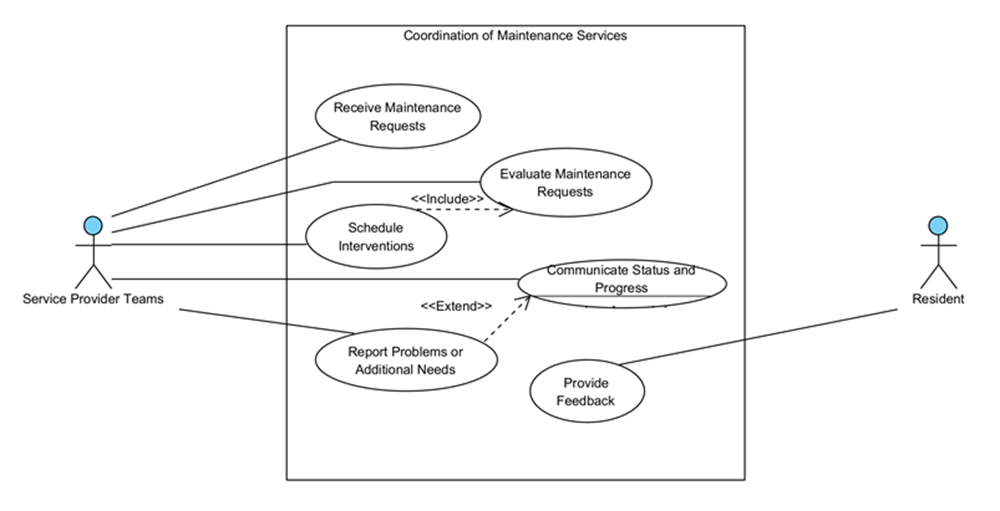 Coordination of Maintenance Services
Receive Maintenance
Requests
Evaluate Maintenance
Requests
<<Include>>
Schedule
Interventions
Communicate Status and
Progress
Service Provider Teams
Resident
<<Extend>>
Report Problems or
Additional Needs
Provide
Feedback